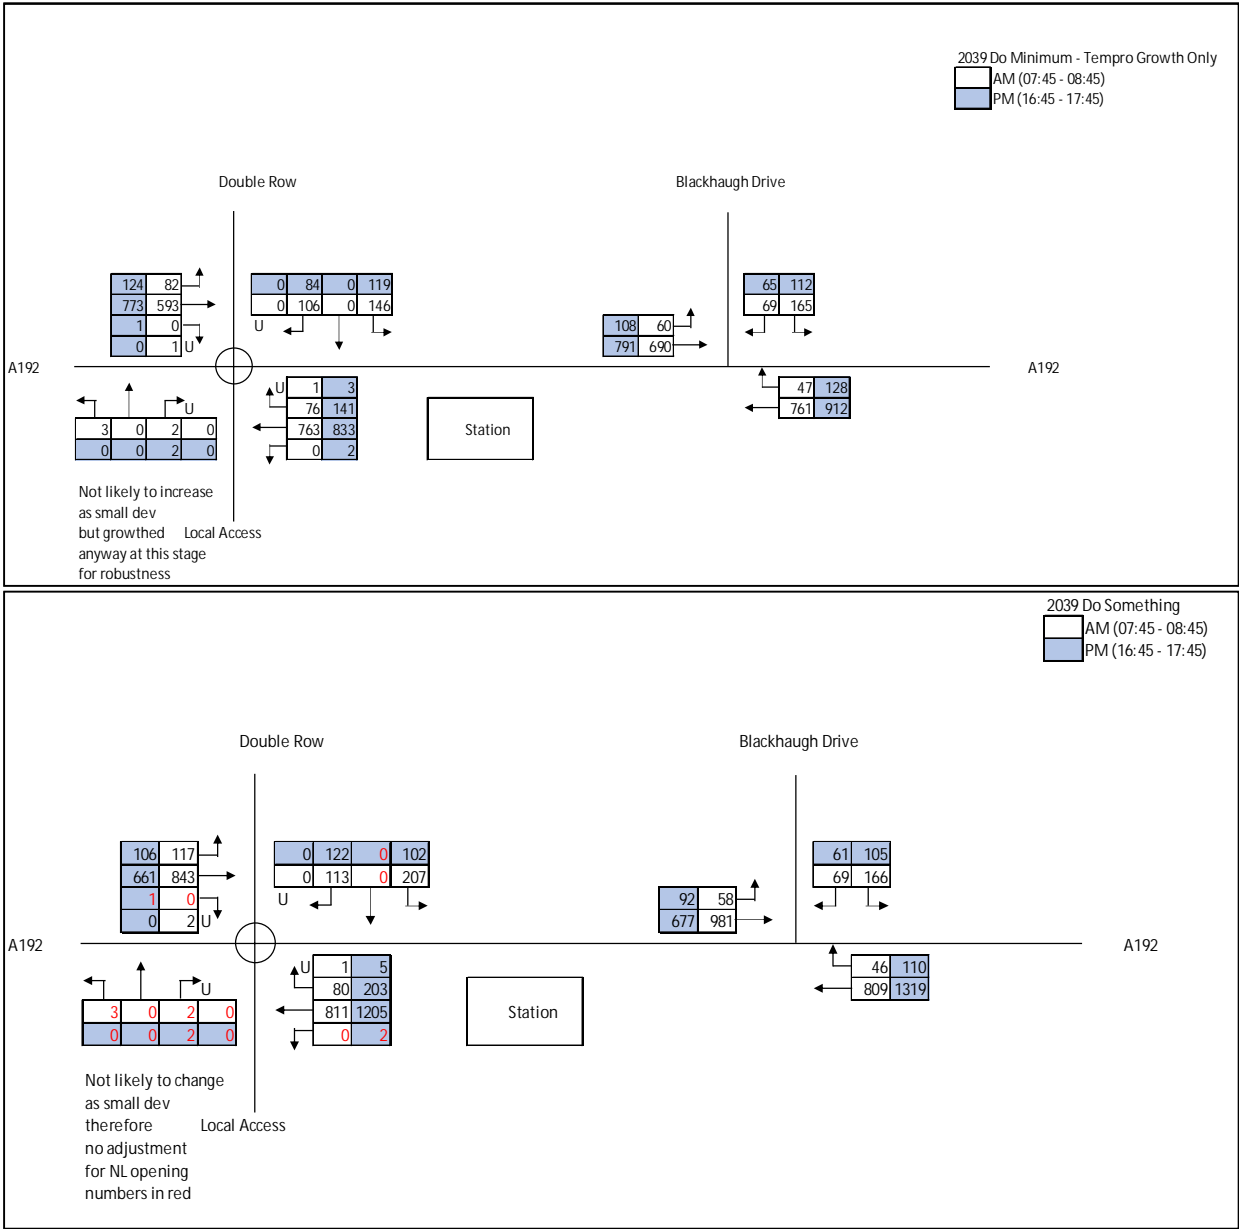 2039 Do Minimum - Tempro Growth Only
AM (07:45 - 08:45)
PM (16:45 - 17:45)
Double Row
Blackhaugh Drive
124 82
773 593
1 0
0 1 U
0 84 0 119
0 106 0 146
U
108 60
791 690
65 112
69 165
A192
A192
U
3 0 2 0
0 0 2 0
U 1 3
76 141
763 833
0 2
Station
47 128
761 912
Not likely to increase
as small dev
but growthed
anyway at this stage
for robustness
Local Access
2039 Do Something
AM (07:45 - 08:45)
PM (16:45 - 17:45)
Double Row
Blackhaugh Drive
106 117
661 843
1 0
0 2 U
0 122 0 102
0 113 0 207
U
92 58
677 981
61 105
69 166
A192
A192
U
3 0 2 0
0 0 2 0
U 1 5
80 203
811 1205
0 2
Station
46 110
809 1319
Not likely to change
as small dev
therefore
no adjustment
for NL opening
numbers in red
Local Access